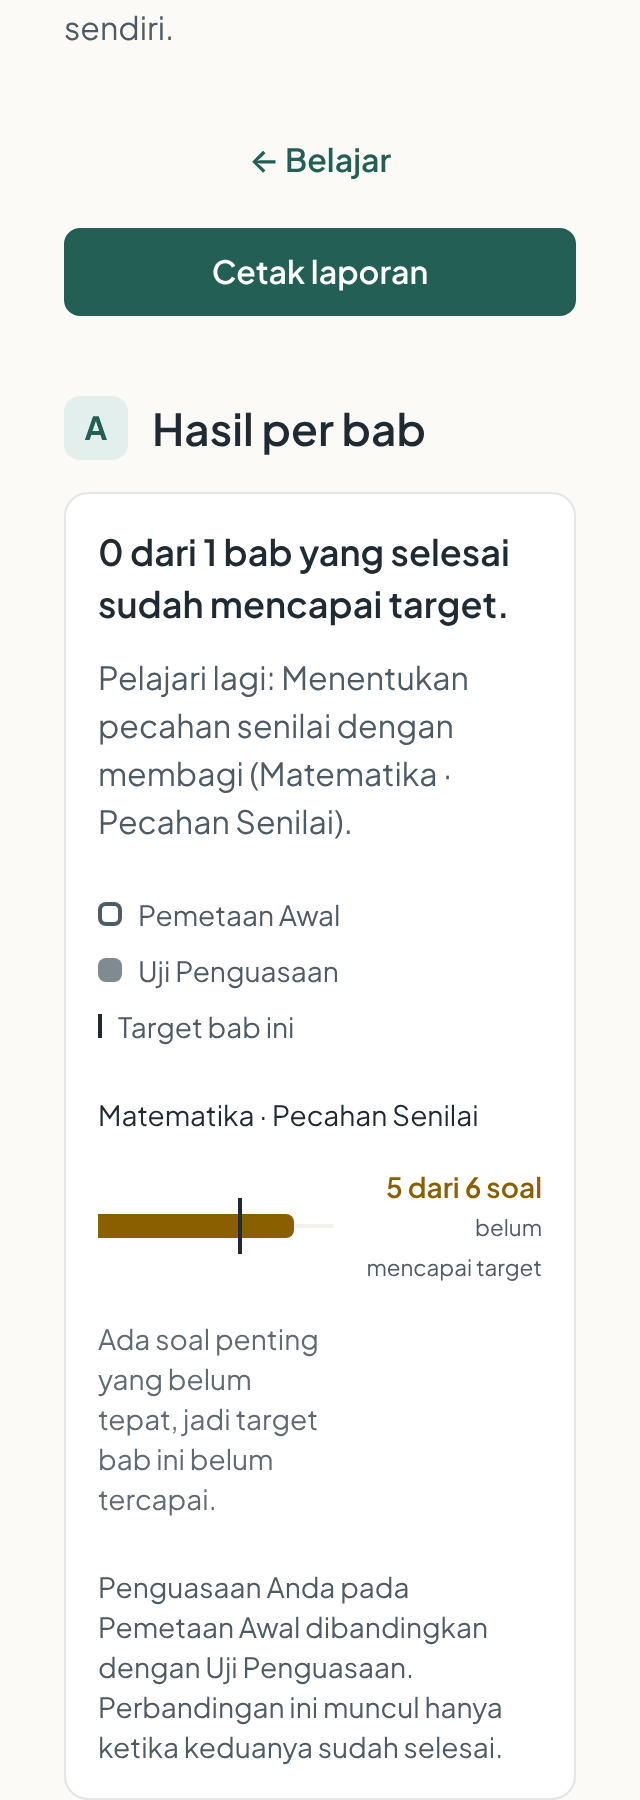 sendiri.
← Belajar
Cetak laporan
A Hasil per bab
0 dari 1 bab yang selesai
sudah mencapai target.
Pelajari lagi: Menentukan
pecahan senilai dengan
membagi (Matematika ·
Pecahan Senilai).
Pemetaan Awal
Uji Penguasaan
Target bab ini
Matematika · Pecahan Senilai
5 dari 6 soal
belum
mencapai target
Ada soal penting
yang belum
tepat, jadi target
bab ini belum
tercapai.
Penguasaan Anda pada
Pemetaan Awal dibandingkan
dengan Uji Penguasaan.
Perbandingan ini muncul hanya
ketika keduanya sudah selesai.